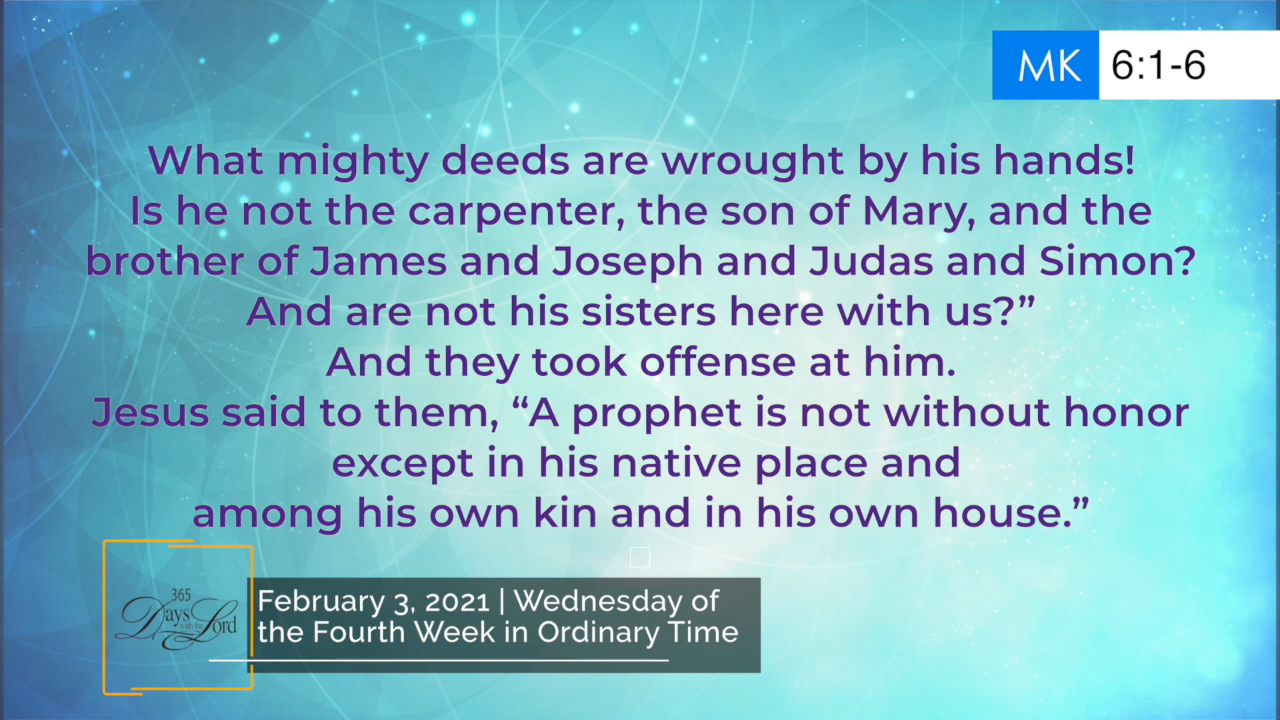 MK 6:1-6
What mighty deeds are wrought by his hands!
Is he not the carpenter, the son of Mary, and the
brother of James and Joseph and Judas and Simon?
And are not his sisters here with us?”
And they took offense at him.
Jesus said to them, “A prophet is not without honor
except in his native place and
among his own kin and in his own house.”
365
Days with the Lord
February 3, 2021 | Wednesday of
the Fourth Week in Ordinary Time